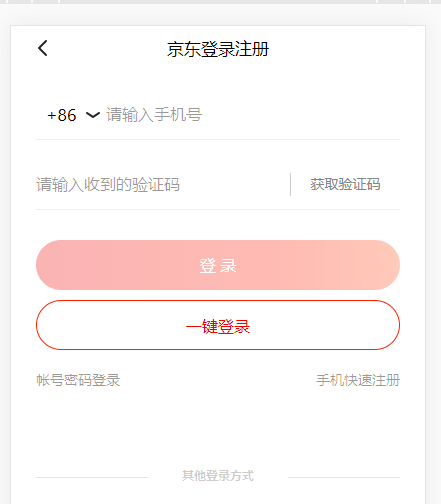 京东登录注册
+86 请输入手机号
请输入收到的验证码 获取验证码
登录
一键登录
帐号密码登录 手机快速注册
其他登录方式